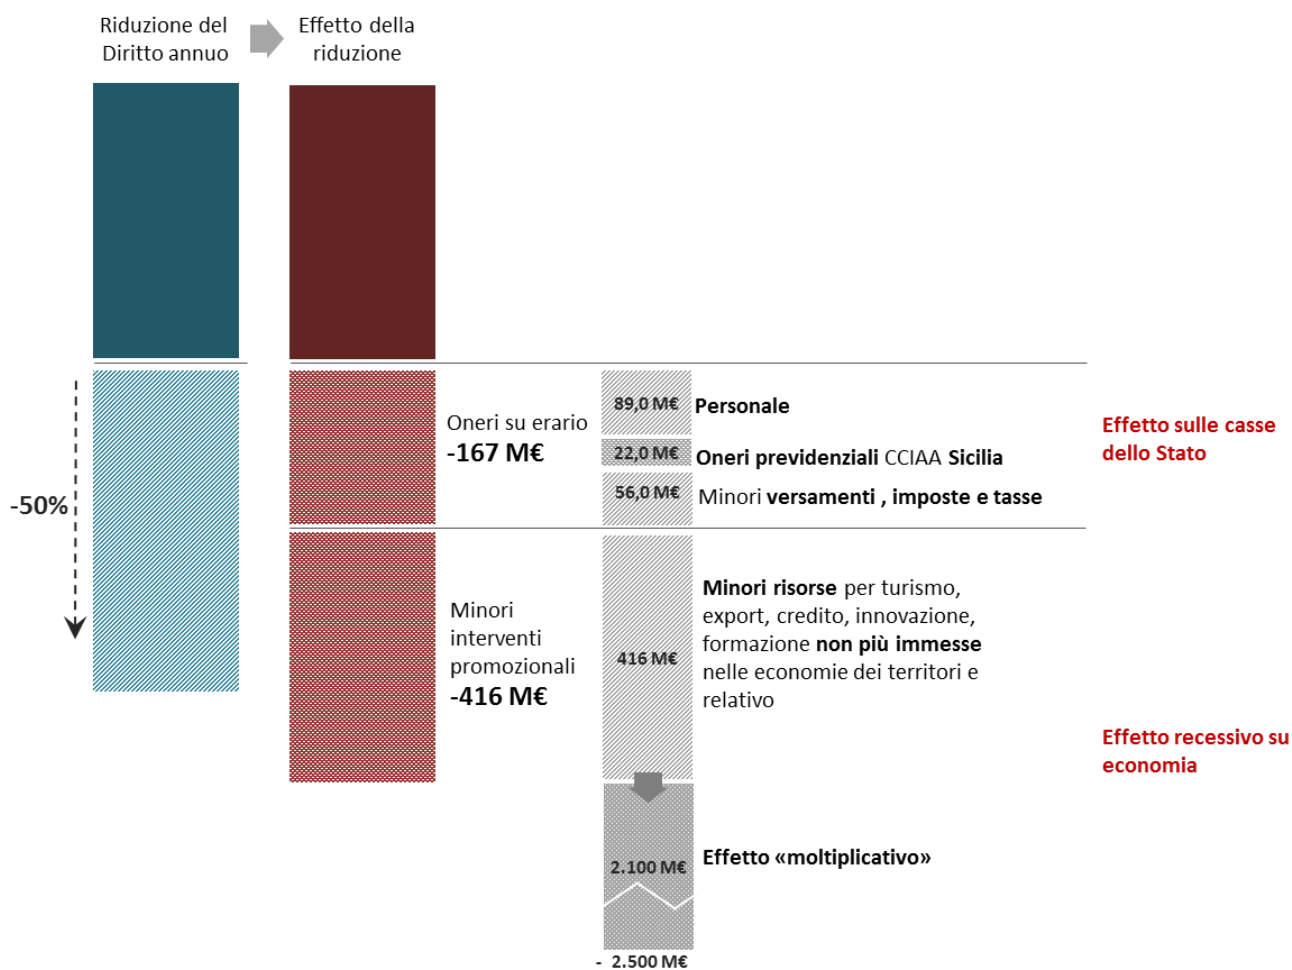 Riduzione del
Diritto annuo
Effetto della
riduzione
-50%
Oneri su erario
-167 M€
89,0 M€
Personale
22,0 M€
Oneri previdenziali CCIAA Sicilia
56,0 M€
Minori versamenti , imposte e tasse
Effetto sulle casse
dello Stato
Minori
interventi
promozionali
-416 M€
416 M€
Minori risorse per turismo,
export, credito, innovazione,
formazione non più immesse
nelle economie dei territori e
relativo
Effetto recessivo su
economia
2.100 M€
Effetto «moltiplicativo»
- 2.500 M€